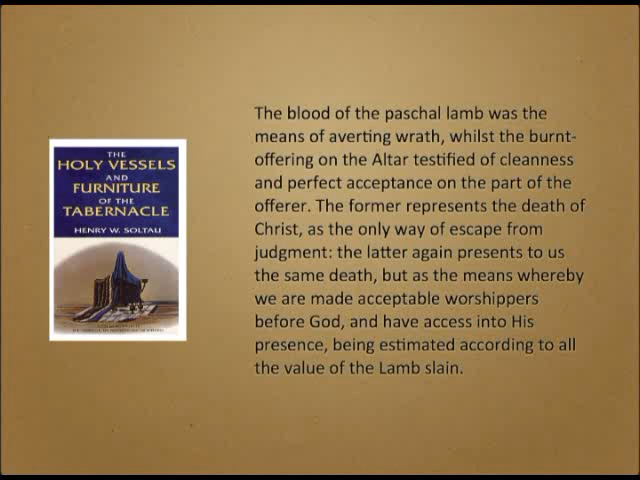 THE
HOLY VESSELS
AND
FURNITURE
OF THE
TABERNACLE
HENRY W. SOLTAU
The blood of the paschal lamb was the
means of averting wrath, whilst the burnt-
offering on the Altar testified of cleanness
and perfect acceptance on the part of the
offerer. The former represents the death of
Christ, as the only way of escape from
judgment: the latter again presents to us
the same death, but as the means whereby
we are made acceptable worshippers
before God, and have access into His
presence, being estimated according to all
the value of the Lamb slain.